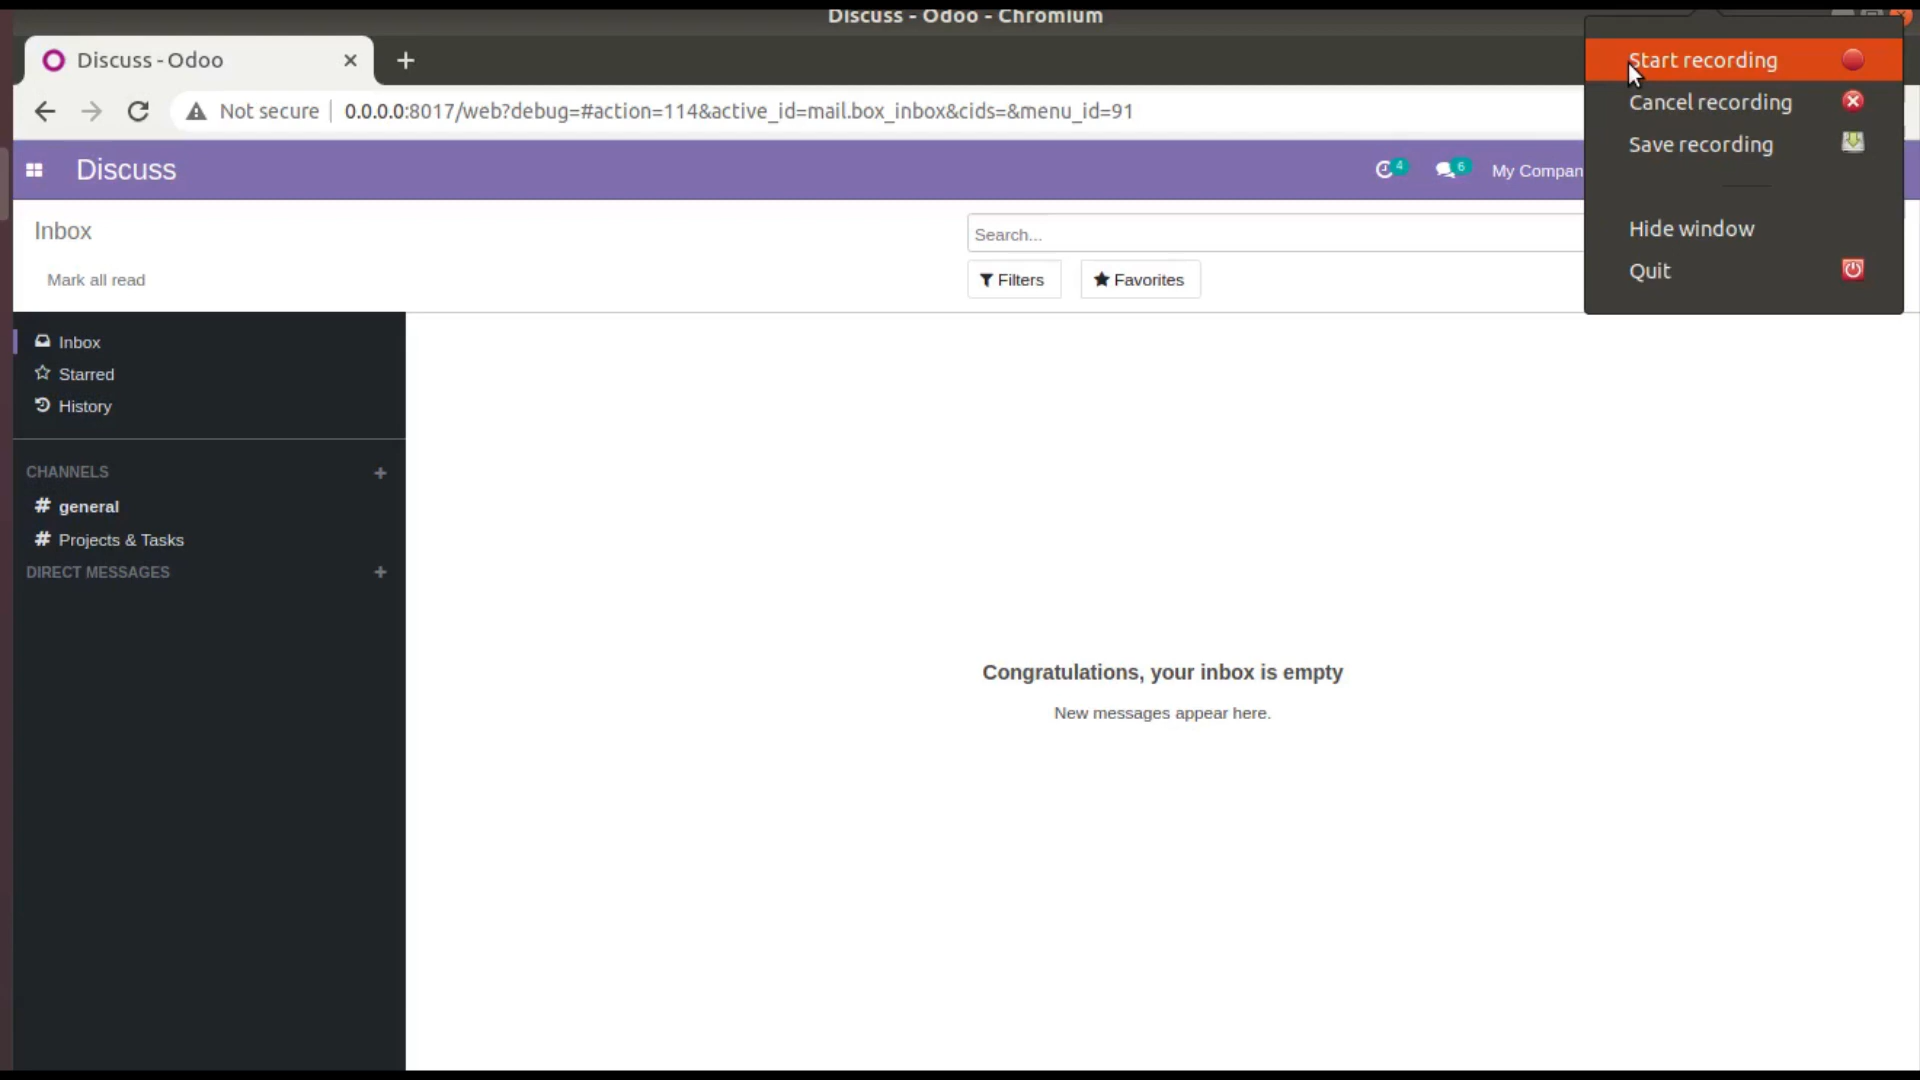 Discuss - Odoo - Chromium
Discuss - Odoo
Not secure
0.0.0.0:8017/web?debug=#action=114&active_id=mail.box_inbox&cids=&menu_id=91
Start recording
Cancel recording
Save recording
Hide window
Quit
Discuss
4
6
My Compan
Inbox
Search...
Mark all read
Filters
Favorites
Inbox
Starred
History
CHANNELS
# general
# Projects & Tasks
DIRECT MESSAGES
Congratulations, your inbox is empty
New messages appear here.